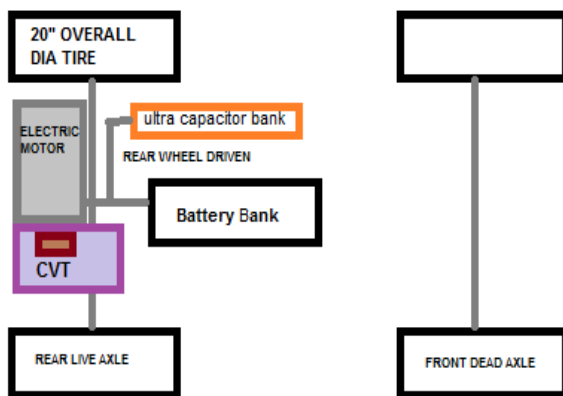 20" OVERALL
DIA TIRE
ELECTRIC
MOTOR
ultra capacitor bank
REAR WHEEL DRIVEN
Battery Bank
CVT
REAR LIVE AXLE
FRONT DEAD AXLE